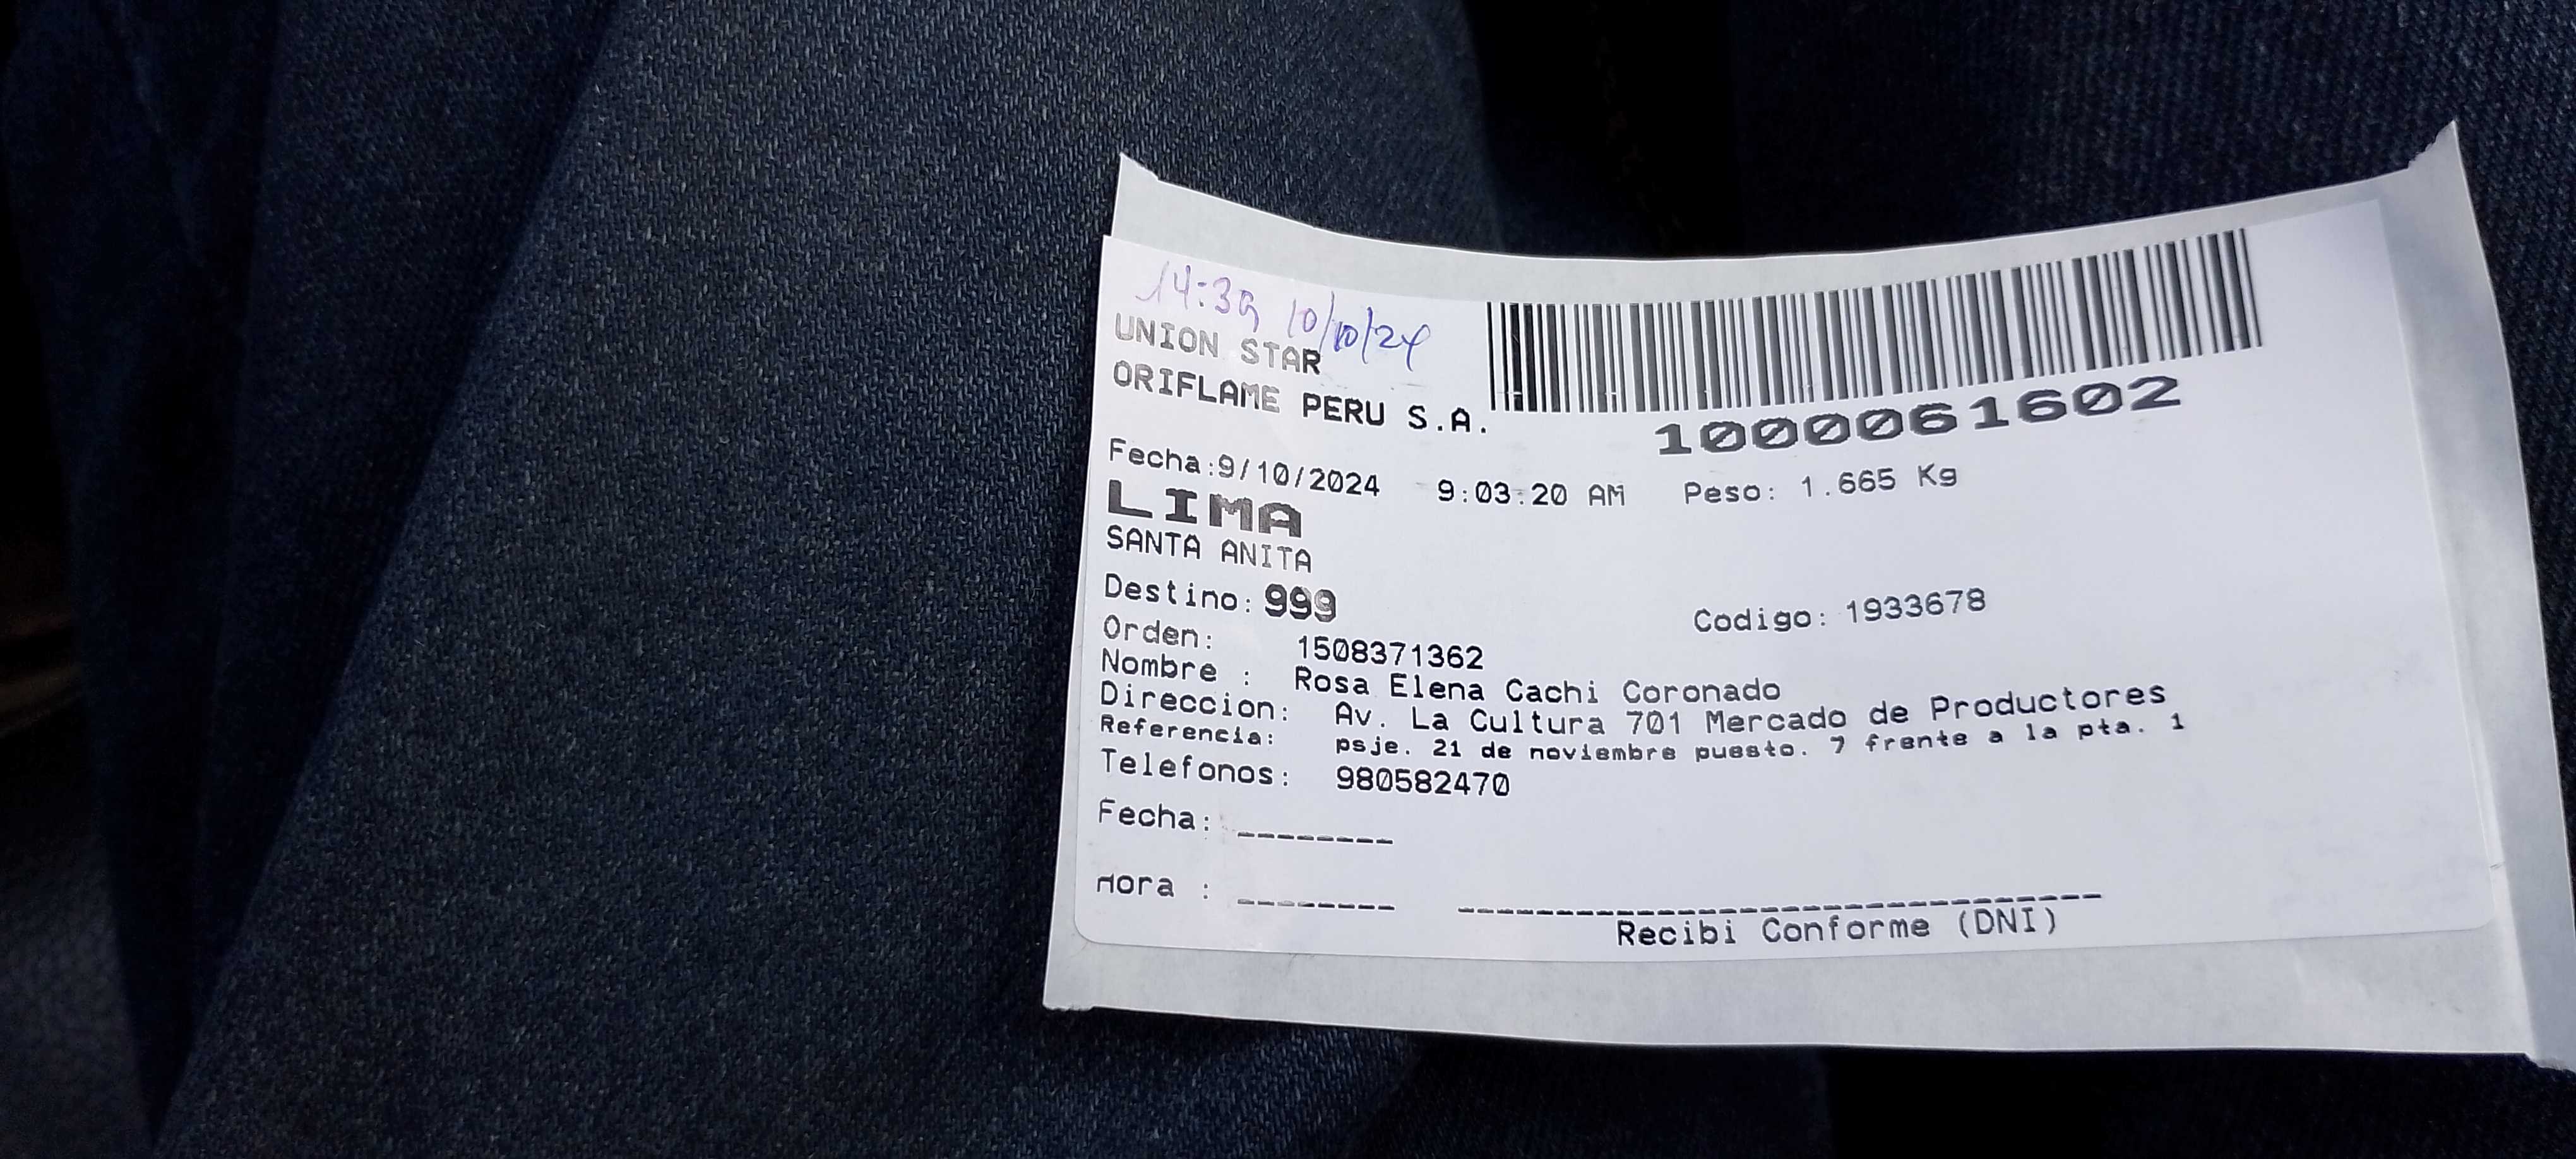 14:39 10/10/24
UNION STAR
ORIFLAME PERU S.A.
1000061602
Fecha:9/10/2024 9:03:20 AM Peso: 1.665 Kg
LIMA
SANTA ANITA
Destino: 999 Codigo: 1933678
Orden: 1508371362
Nombre : Rosa Elena Cachi Coronado
Direccion: Av. La Cultura 701 Mercado de Productores
Referencia: psje. 21 de noviembre puesto. 7 frente a la pta. 1
Telefonos: 980582470
Fecha: ________
Hora : ________
Recibi Conforme (DNI)